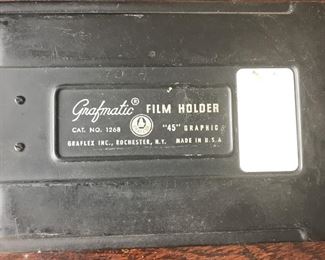 Grafmatic® FILM HOLDER
CAT. NO. 1268 "45" GRAPHIC
GRAFLEX INC., ROCHESTER, N.Y. MADE IN U.S.A